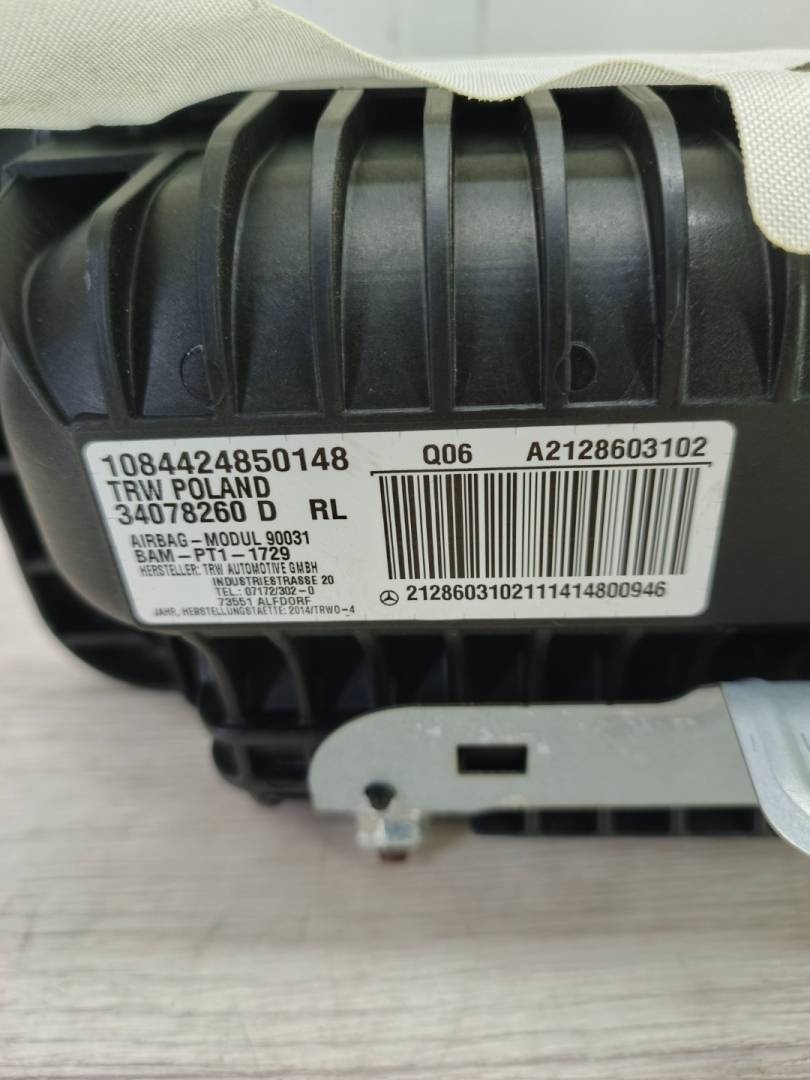 1084424850148
TRW POLAND
34078260 D RL
AIRBAG-MODUL 90031
BAM-PT1-1729
HERSTELLER: TRW AUTOMOTIVE GMBH
INDUSTRIESTRASSE 20
TEL.: 07172/302-0
73551 ALFDORF
JAHR, HERSTELLUNGSTAETTE: 2014/TRW0-4
Q06 A2128603102
2128603102111414800946